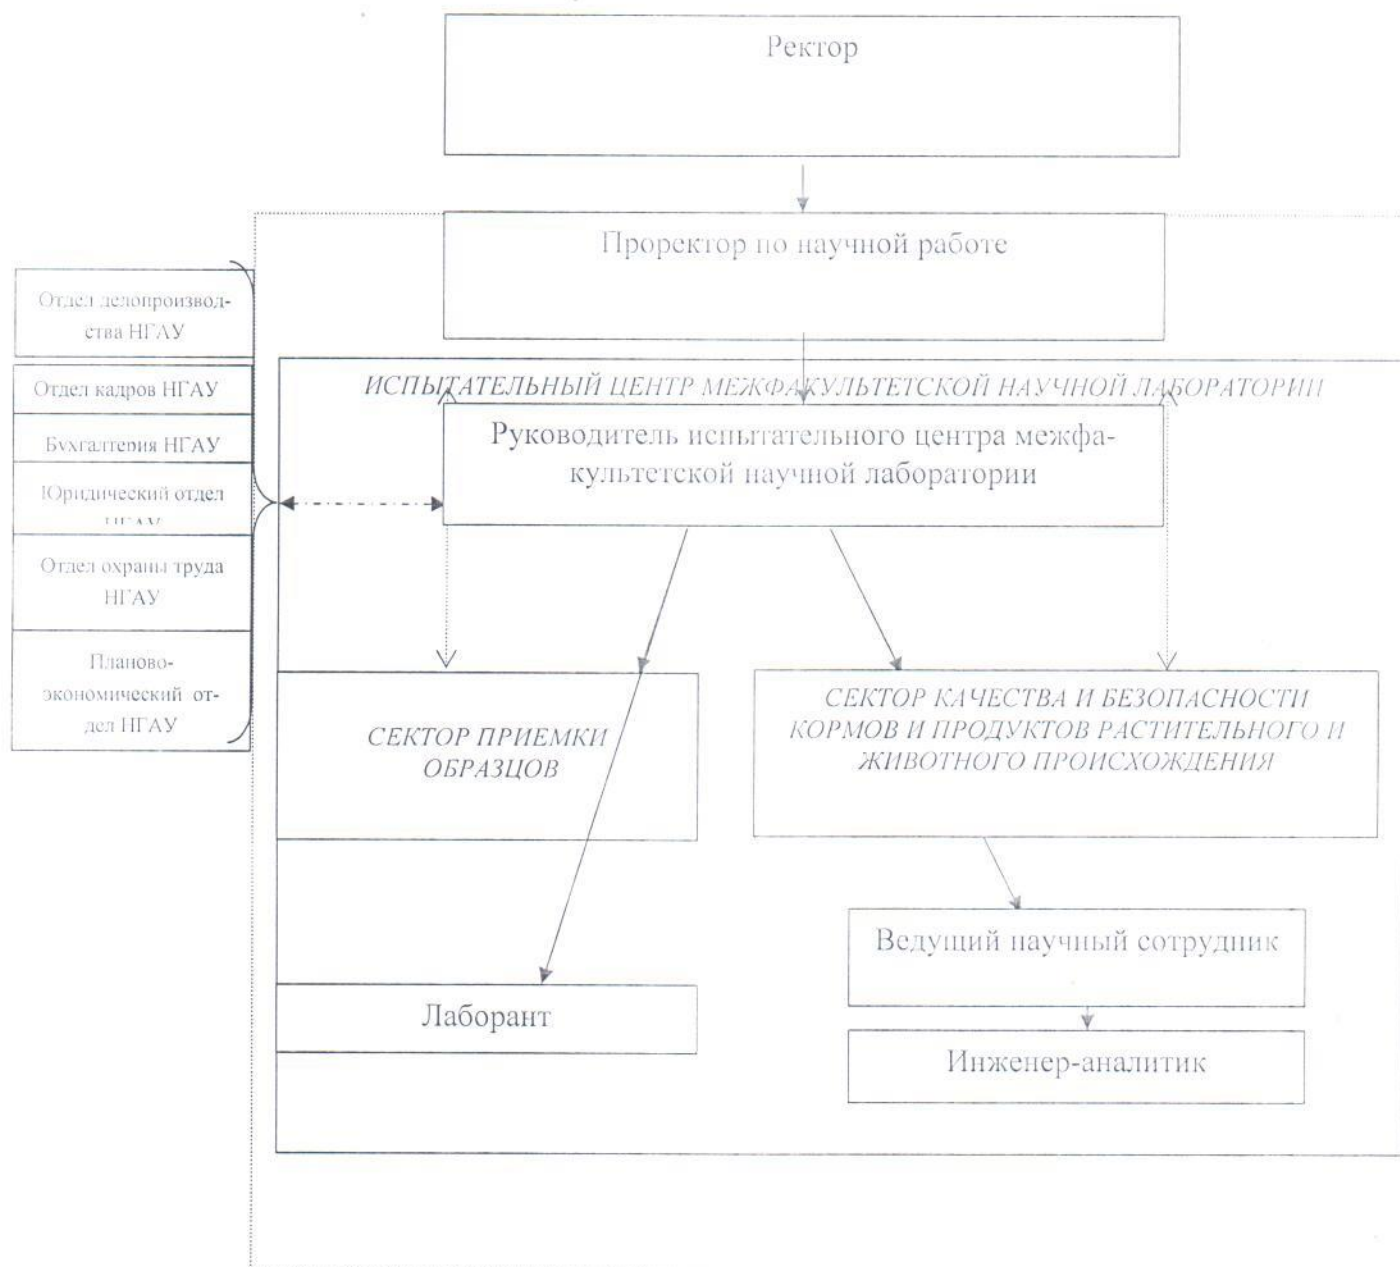 Ректор
Проректор по научной работе
Отдел делопроизвод-
ства НГАУ
Отдел кадров НГАУ
Бухгалтерия НГАУ
Юридический отдел
НГАУ
Отдел охраны труда
НГАУ
Планово-
экономический от-
дел НГАУ
ИСПЫТАТЕЛЬНЫЙ ЦЕНТР МЕЖФАКУЛЬТЕТСКОЙ НАУЧНОЙ ЛАБОРАТОРИИ
Руководитель испытательного центра межфа-
культетской научной лаборатории
СЕКТОР ПРИЕМКИ
ОБРАЗЦОВ
СЕКТОР КАЧЕСТВА И БЕЗОПАСНОСТИ
КОРМОВ И ПРОДУКТОВ РАСТИТЕЛЬНОГО И
ЖИВОТНОГО ПРОИСХОЖДЕНИЯ
Лаборант
Ведущий научный сотрудник
Инженер-аналитик